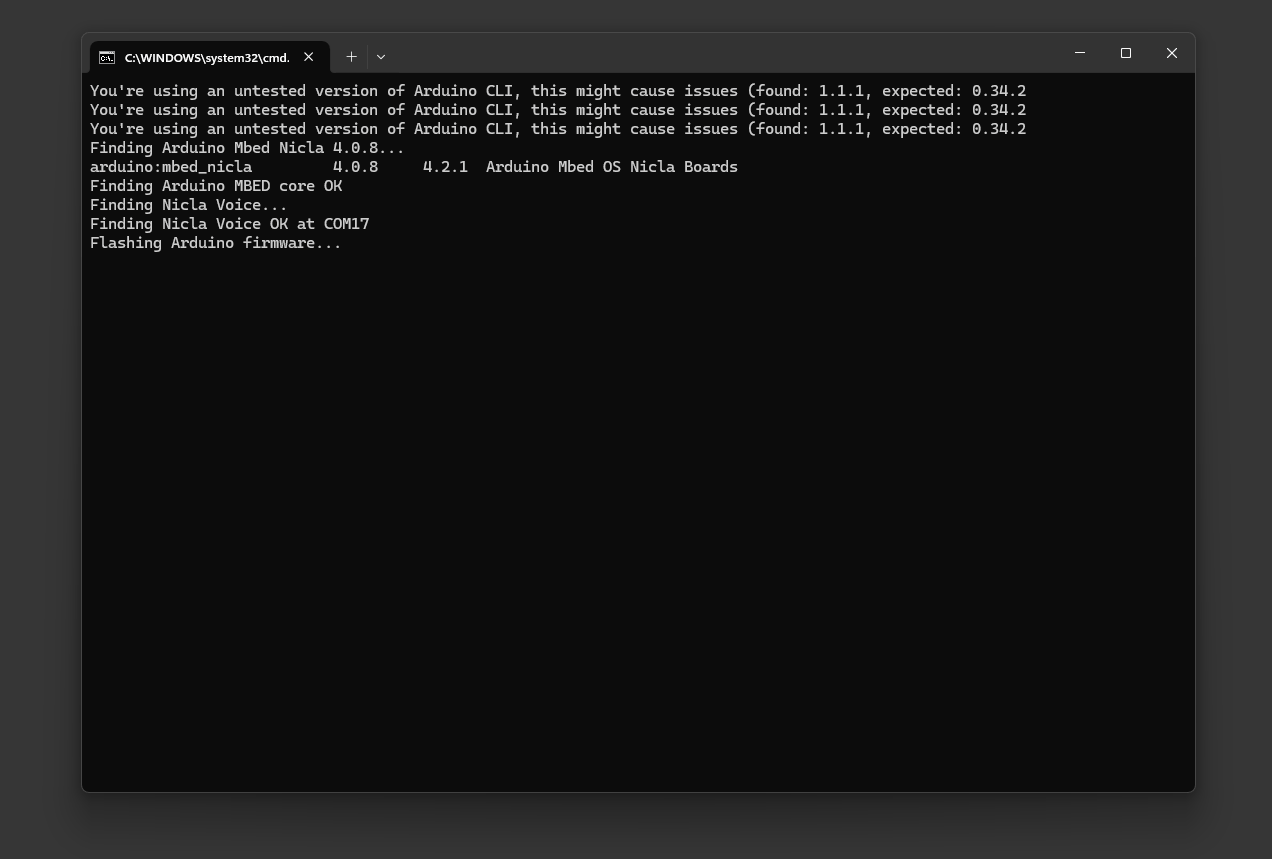 C:\WINDOWS\system32\cmd.
You're using an untested version of Arduino CLI, this might cause issues (found: 1.1.1, expected: 0.34.2
You're using an untested version of Arduino CLI, this might cause issues (found: 1.1.1, expected: 0.34.2
You're using an untested version of Arduino CLI, this might cause issues (found: 1.1.1, expected: 0.34.2
Finding Arduino Mbed Nicla 4.0.8...
arduino:mbed_nicla         4.0.8     4.2.1  Arduino Mbed OS Nicla Boards
Finding Arduino MBED core OK
Finding Nicla Voice...
Finding Nicla Voice OK at COM17
Flashing Arduino firmware...